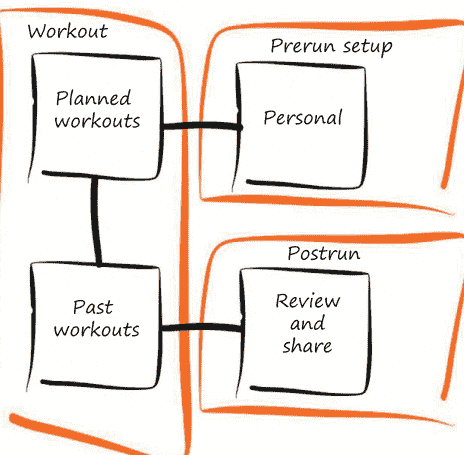 Workout
Planned
workouts
Prerun setup
Personal
Past
workouts
Postrun
Review
and
share